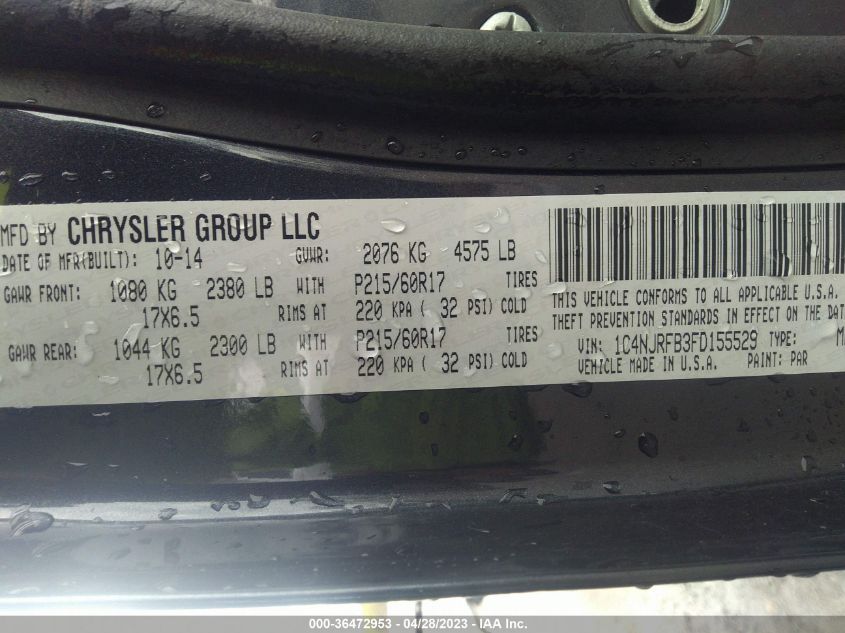 MFD BY CHRYSLER GROUP LLC
DATE OF MFR(BUILT): 10-14 GVWR: 2076 KG 4575 LB
GAWR FRONT: 1080 KG 2380 LB WITH P215/60R17 TIRES
17X6.5 RIMS AT 220 KPA ( 32 PSI) COLD
GAWR REAR: 1044 KG 2300 LB WITH P215/60R17 TIRES
17X6.5 RIMS AT 220 KPA ( 32 PSI) COLD
THIS VEHICLE CONFORMS TO ALL APPLICABLE U.S.A.
THEFT PREVENTION STANDARDS IN EFFECT ON THE DAT
VIN: 1C4NJRFB3FD155529 TYPE: M
VEHICLE MADE IN U.S.A. PAINT: PAR
000-36472953 - 04/28/2023 - IAA Inc.